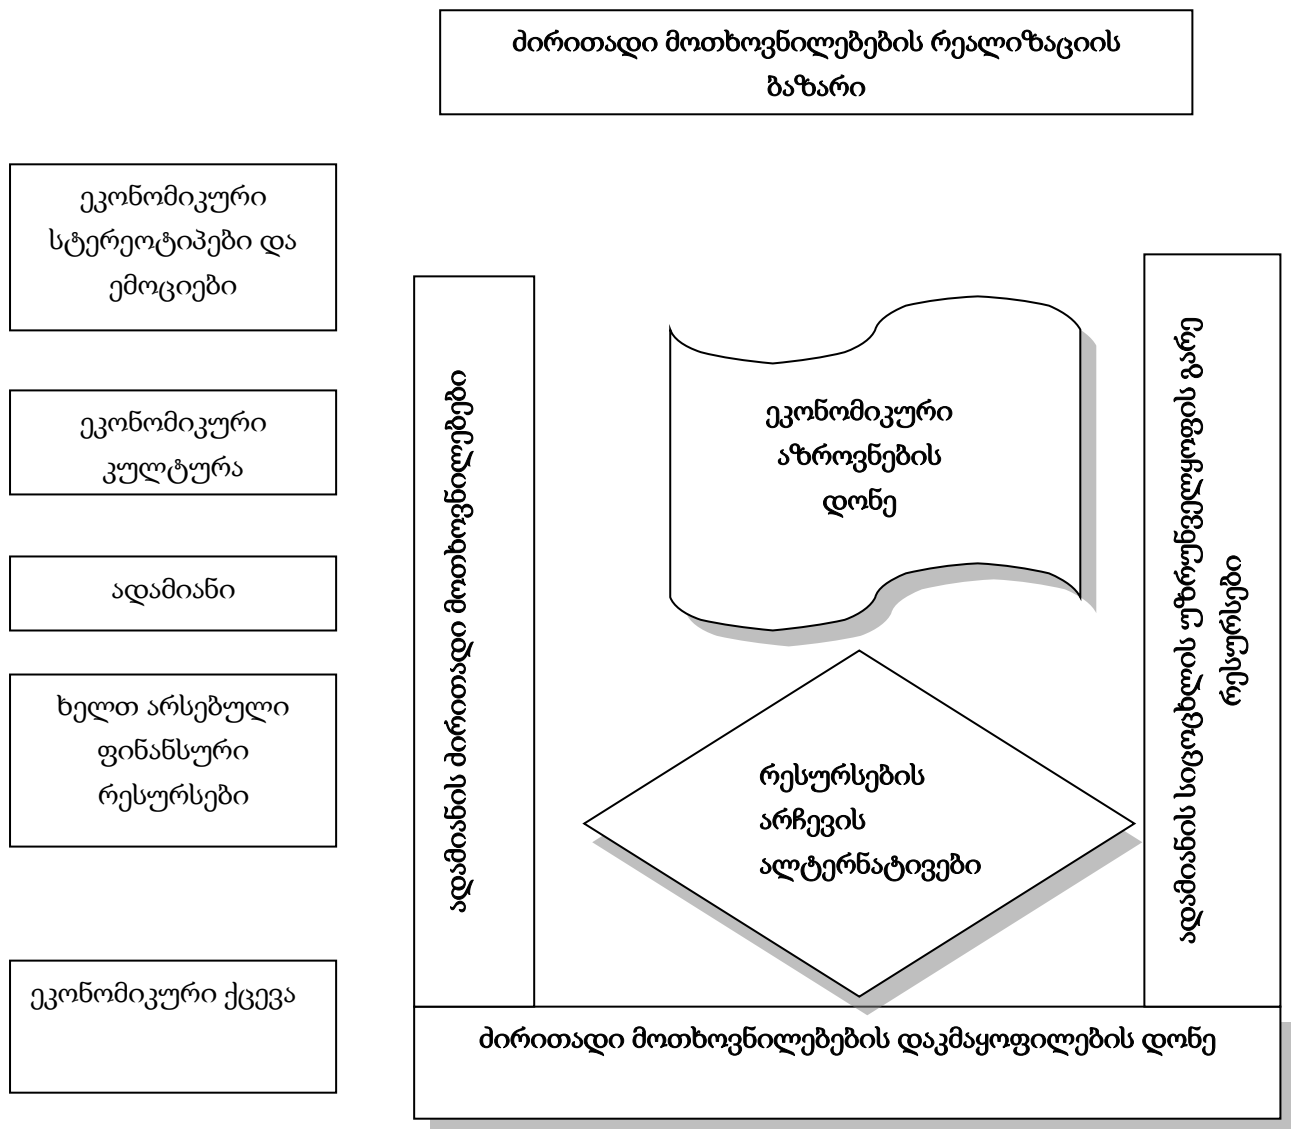 ძირითადი მოთხოვნილებების რეალიზაციის
ბაზარი
ეკონომიკური
სტერეოტიპები და
ემოციები
ეკონომიკური
კულტურა
ადამიანი
ხელთ არსებული
ფინანსური
რესურსები
ეკონომიკური ქცევა
ადამიანის ძირითადი მოთხოვნილებები
ეკონომიკური
აზროვნების
დონე
რესურსების
არჩევის
ალტერნატივები
ადამიანის სიცოცხლის უზრუნველყოფის გარე
რესურსები
ძირითადი მოთხოვნილებების დაკმაყოფილების დონე